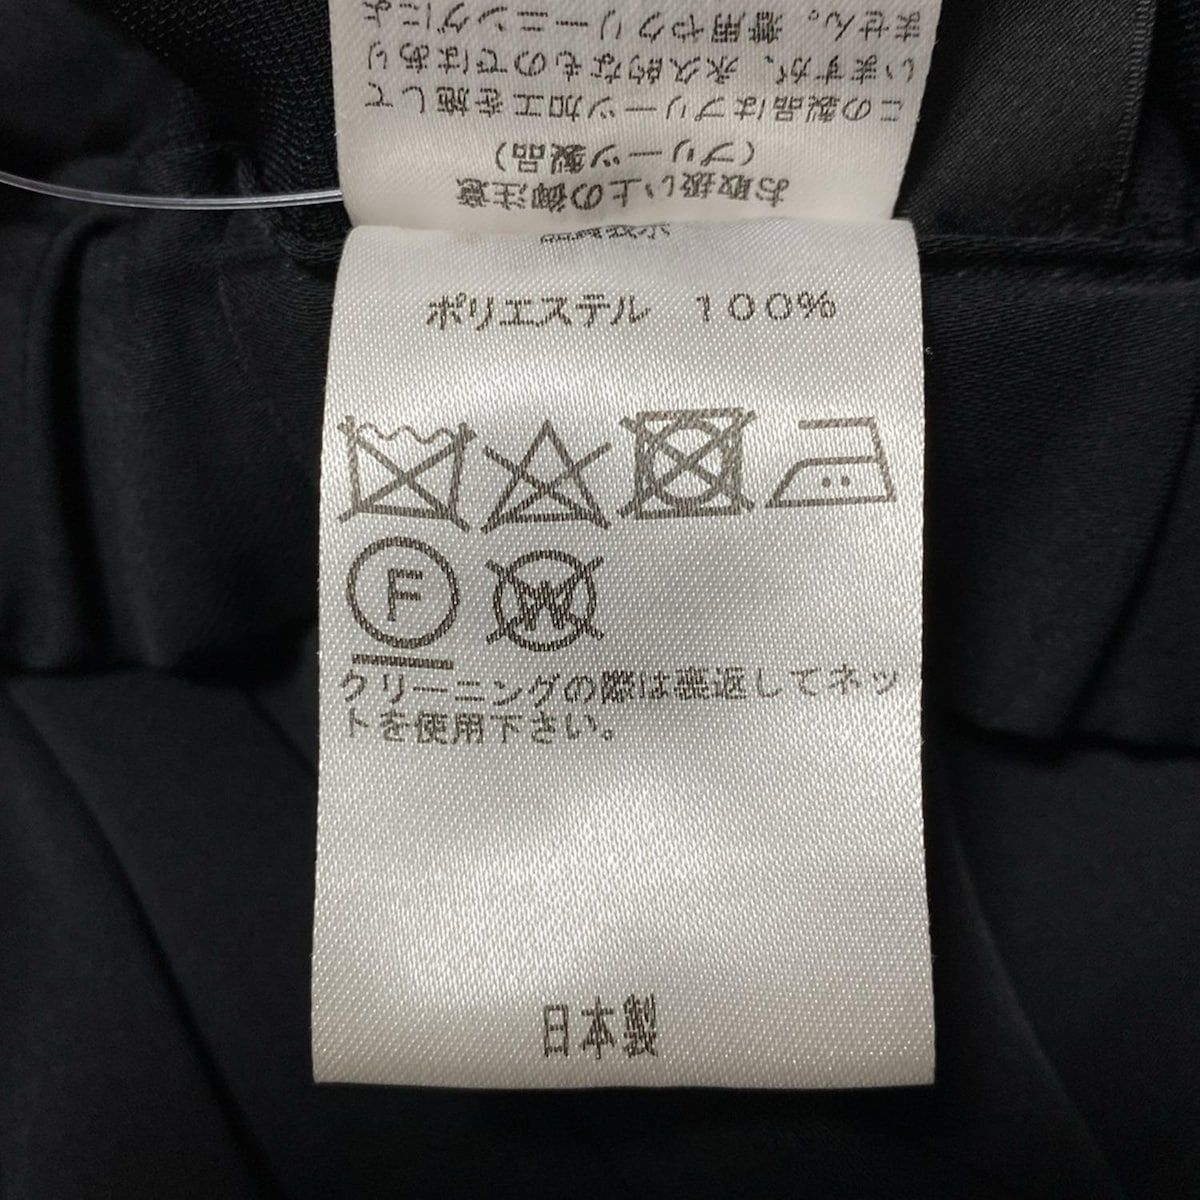 ません。着用やクリーニングによ
いますが、永久的なものではあり
この製品はプリーツ加工を施して
(プリーツ製品)
お取扱い上の御注意
ポリエステル 100%
F
W
クリーニングの際は裏返してネッ
トを使用下さい。
日本製